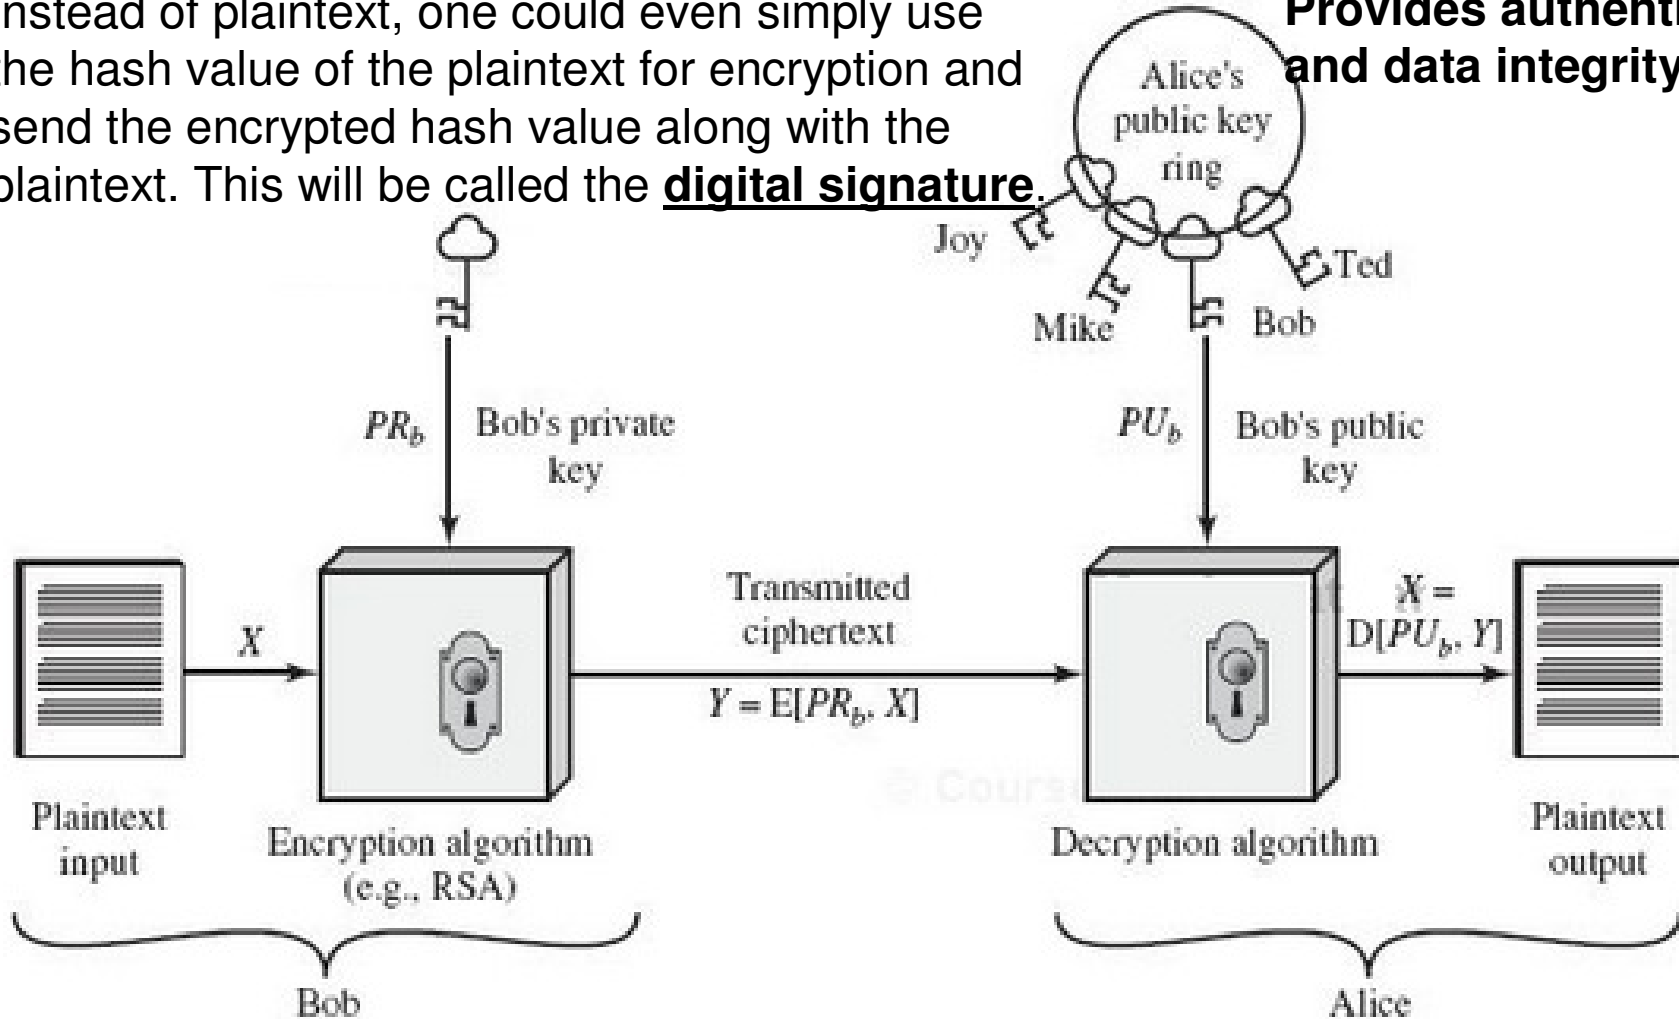 instead of plaintext, one could even simply use
the hash value of the plaintext for encryption and
send the encrypted hash value along with the
plaintext. This will be called the digital signature.
Provides authenti
and data integrity
Alice's
public key
ring
Joy
Mike
Bob
Ted
PR_b
Bob's private
key
PU_b
Bob's public
key
X
Transmitted
ciphertext
Y = E[PR_b, X]
X =
D[PU_b, Y]
Plaintext
input
Encryption algorithm
(e.g., RSA)
Decryption algorithm
Plaintext
output
Bob
Alice
© Cours